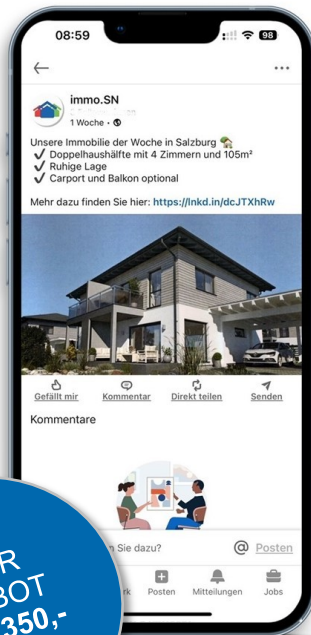 08:59
98
immo.SN
1 Woche •
Unsere Immobilie der Woche in Salzburg
Doppelhaushälfte mit 4 Zimmern und 105m²
Ruhige Lage
Carport und Balkon optional
Mehr dazu finden Sie hier: https://lnkd.in/dcJTXhRw
Gefällt mir Kommentar Direkt teilen Senden
Kommentare
Sie dazu? @ Posten
Posten Mitteilungen Jobs
350,-